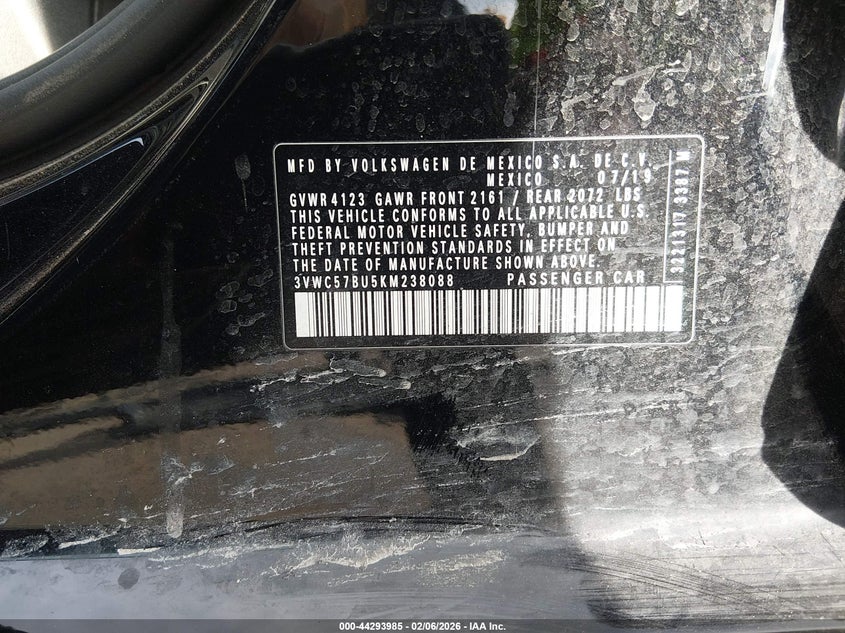 MFD BY VOLKSWAGEN DE MEXICO S.A. DE C.V.
MEXICO 07/19
GVWR 4123 GAWR FRONT 2161 / REAR 2072 LBS
THIS VEHICLE CONFORMS TO ALL APPLICABLE U.S.
FEDERAL MOTOR VEHICLE SAFETY, BUMPER AND
THEFT PREVENTION STANDARDS IN EFFECT ON
THE DATE OF MANUFACTURE SHOWN ABOVE.
3VWC57BU5KM238088 PASSENGER CAR
3221317 3387 M
000-44293985 - 02/06/2026 - IAA Inc.